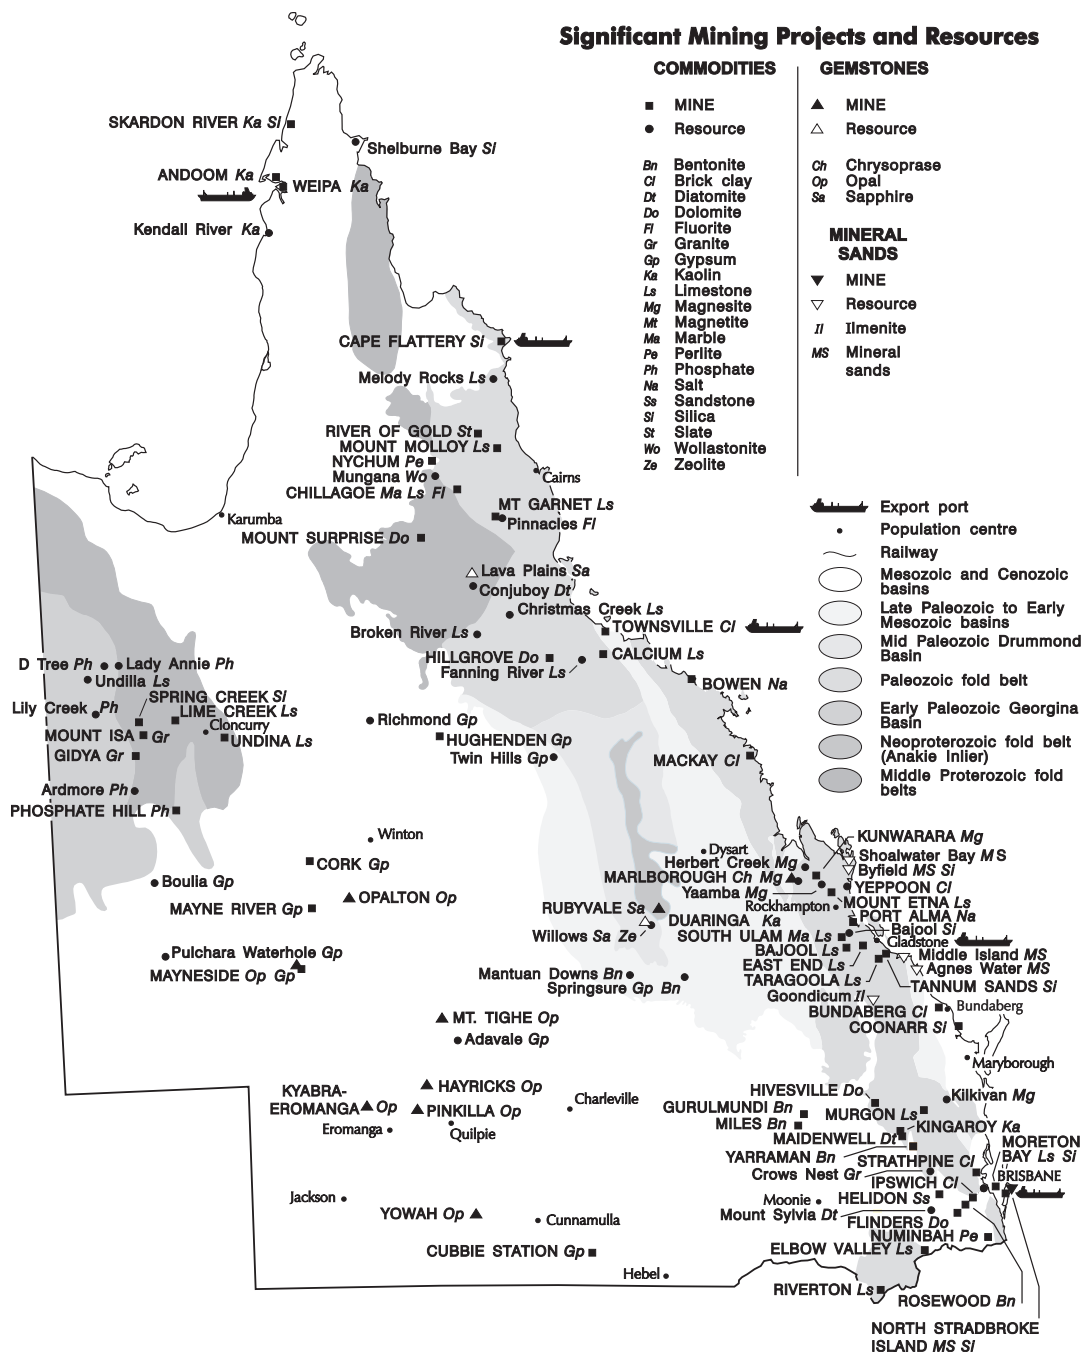 Significant Mining Projects and Resources
COMMODITIES
MINE
Resource
Bn Bentonite
Cl Brick clay
Dt Diatomite
Do Dolomite
Fl Fluorite
Gr Granite
Gp Gypsum
Ka Kaolin
Ls Limestone
Mg Magnesite
Mt Magnetite
Ma Marble
Pe Perlite
Ph Phosphate
Na Salt
Ss Sandstone
Si Silica
St Slate
Wo Wollastonite
Ze Zeolite
GEMSTONES
MINE
Resource
Ch Chrysoprase
Op Opal
Sa Sapphire
MINERAL
SANDS
MINE
Resource
Il Ilmenite
MS Mineral
sands
Export port
Population centre
Railway
Mesozoic and Cenozoic
basins
Late Paleozoic to Early
Mesozoic basins
Mid Paleozoic Drummond
Basin
Paleozoic fold belt
Early Paleozoic Georgina
Basin
Neoproterozoic fold belt
(Anakie Inlier)
Middle Proterozoic fold
belts
SKARDON RIVER Ka Si
Shelburne Bay Si
ANDOOM Ka
WEIPA Ka
Kendall River Ka
CAPE FLATTERY Si
Melody Rocks Ls
RIVER OF GOLD St
MOUNT MOLLOY Ls
NYCHUM Pe
Mungana Wo
Cairns
CHILLAGOE Ma Ls Fl
MT GARNET Ls
Karumba
Pinnacles Fl
MOUNT SURPRISE Do
Lava Plains Sa
Conjuboy Dt
Christmas Creek Ls
TOWNSVILLE Cl
Broken River Ls
CALCIUM Ls
HILLGROVE Do
Fanning River Ls
BOWEN Na
D Tree Ph
Lady Annie Ph
Undilla Ls
SPRING CREEK Si
Lily Creek Ph
LIME CREEK Ls
Cloncurry
MOUNT ISA Gr
UNDINA Ls
GIDYA Gr
Richmond Gp
HUGHENDEN Gp
Twin Hills Gp
MACKAY Cl
Ardmore Ph
PHOSPHATE HILL Ph
Winton
CORK Gp
Boulia Gp
OPALTON Op
MAYNE RIVER Gp
Pulchara Waterhole Gp
MAYNESIDE Op Gp
Dysart
KUNWARARA Mg
Herbert Creek Mg
Shoalwater Bay MS
MARLBOROUGH Ch Mg
Byfield MS Si
Yaamba Mg
YEPPOON Cl
MOUNT ETNA Ls
Rockhampton
RUBYVALE Sa
PORT ALMA Na
DUARINGA Ka
Bajool Si
Willows Sa Ze
SOUTH ULAM Ma Ls
Gladstone
BAJOOL Ls
Middle Island MS
EAST END Ls
Agnes Water MS
Mantuan Downs Bn
TARAGOOLA Ls
TANNUM SANDS Si
Springsure Gp Bn
Goondicum Il
BUNDABERG Cl
Bundaberg
COONARR Si
MT. TIGHE Op
Adavale Gp
Maryborough
KYABRA-
EROMANGA Op
HAYRICKS Op
PINKILLA Op
Charleville
Eromanga
Quilpie
HIVESVILLE Do
Kilkivan Mg
GURULMUNDI Bn
MURGON Ls
MILES Bn
KINGAROY Ka
MAIDENWELL Dt
MORETON
BAY Ls Si
YARRAMAN Bn
STRATHPINE Cl
Crows Nest Gr
BRISBANE
IPSWICH Cl
Jackson
Moonie
HELIDON Ss
YOWAH Op
Cunnamulla
Mount Sylvia Dt
FLINDERS Do
NUMINBAH Pe
CUBBIE STATION Gp
ELBOW VALLEY Ls
Hebel
RIVERTON Ls
ROSEWOOD Bn
NORTH STRADBROKE
ISLAND MS Si